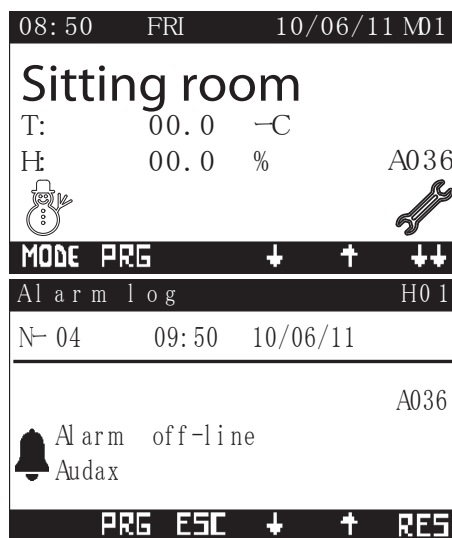 08:50 FRI 10/06/11 M01
Sitting room
T: 00.0 —C
H: 00.0 % A036
MODE PRG
Alarm log H01
N— 04 09:50 10/06/11
A036
Alarm off-line
Audax
PRG ESC RES